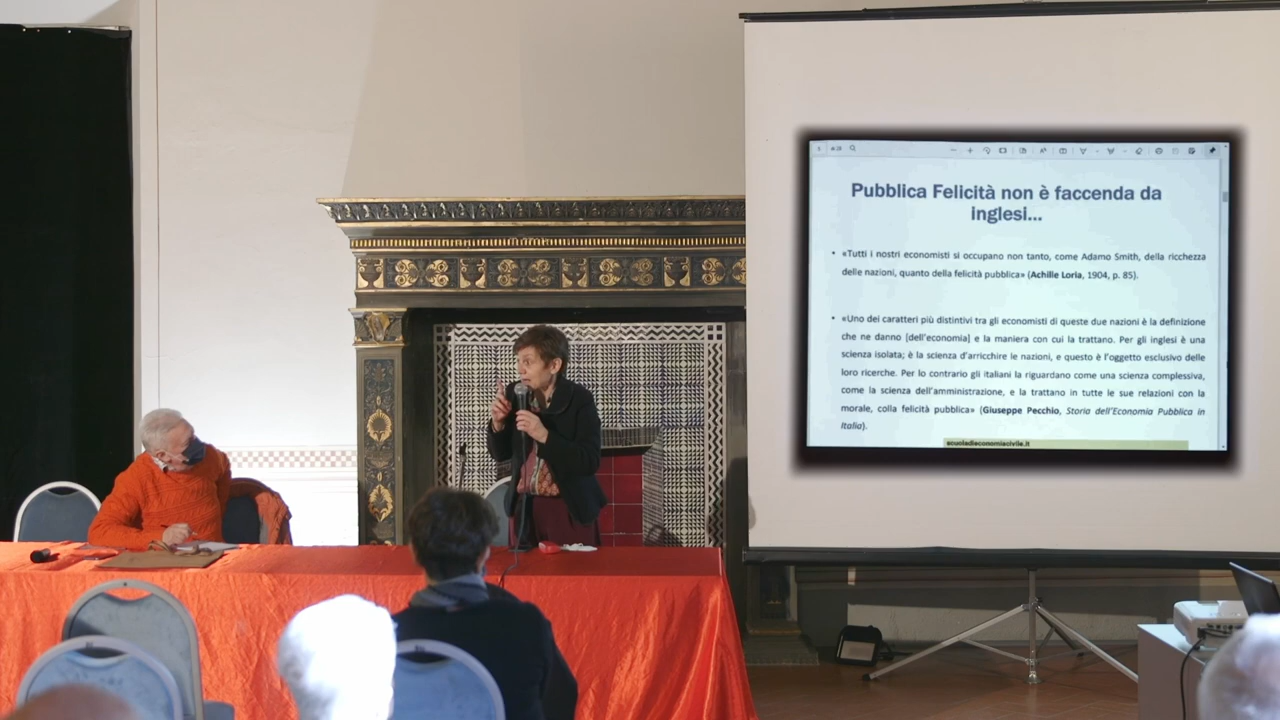 Pubblica Felicità non è faccenda da
inglesi...
• «Tutti i nostri economisti si occupano non tanto, come Adamo Smith, della ricchezza
delle nazioni, quanto della felicità pubblica» (Achille Loria, 1904, p. 85).
• «Uno dei caratteri più distintivi tra gli economisti di queste due nazioni è la definizione
che ne danno [dell'economia] e la maniera con cui la trattano. Per gli inglesi è una
scienza isolata; è la scienza d'arricchire le nazioni, e questo è l'oggetto esclusivo delle
loro ricerche. Per lo contrario gli italiani la riguardano come una scienza complessiva,
come la scienza dell'amministrazione, e la trattano in tutte le sue relazioni con la
morale, colla felicità pubblica» (Giuseppe Pecchio, Storia dell'Economia Pubblica in
Italia).
scuoladieconomiacivile.it